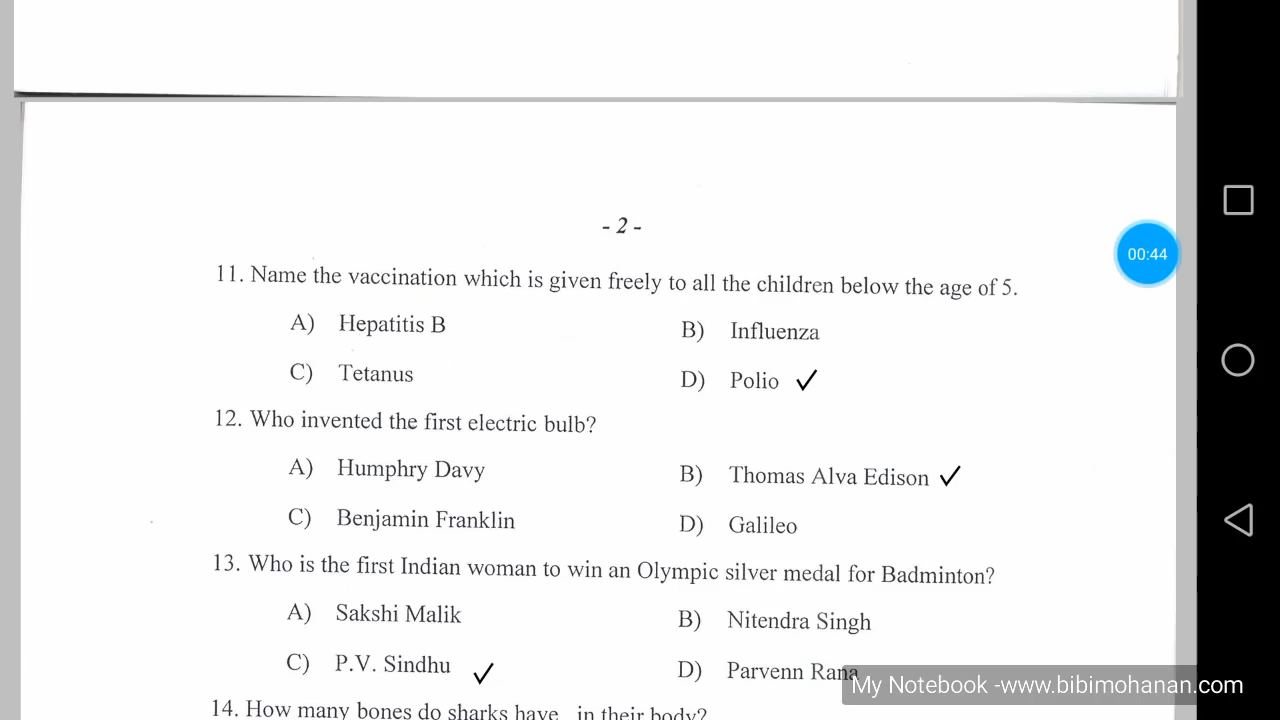 - 2 -
00:44
11. Name the vaccination which is given freely to all the children below the age of 5.
A) Hepatitis B B) Influenza
C) Tetanus D) Polio ✓
12. Who invented the first electric bulb?
A) Humphry Davy B) Thomas Alva Edison ✓
C) Benjamin Franklin D) Galileo
13. Who is the first Indian woman to win an Olympic silver medal for Badminton?
A) Sakshi Malik B) Nitendra Singh
C) P.V. Sindhu ✓ D) Parvenn Rana
My Notebook -www.bibimohanan.com
14. How many bones do sharks have in their body?